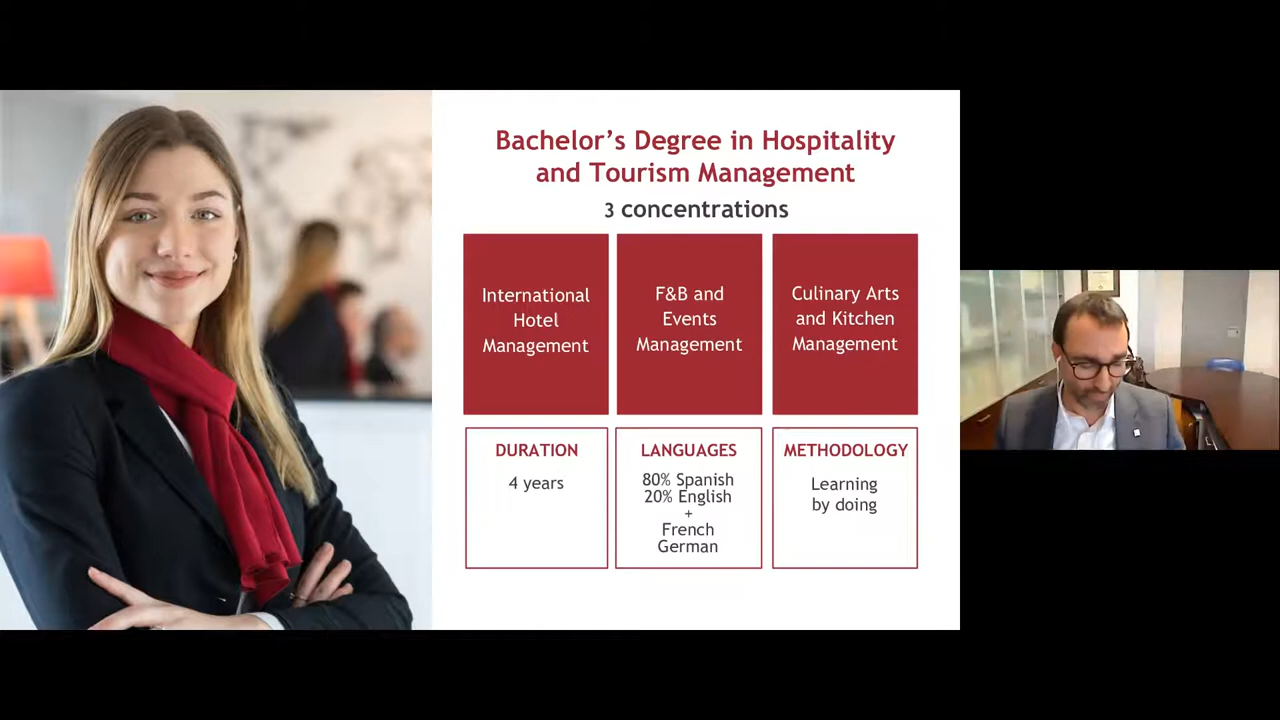 Bachelor’s Degree in Hospitality
and Tourism Management
3 concentrations
International
Hotel
Management
F&B and
Events
Management
Culinary Arts
and Kitchen
Management
DURATION
4 years
LANGUAGES
80% Spanish
20% English
+
French
German
METHODOLOGY
Learning
by doing